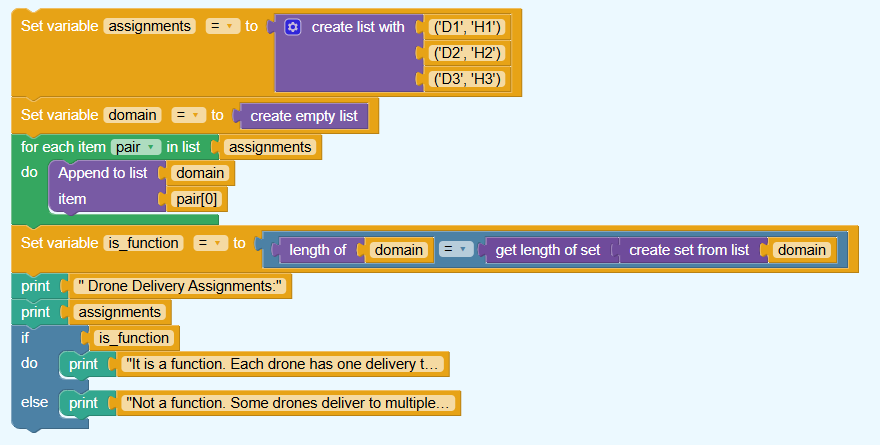 Set variable assignments = to create list with ('D1', 'H1')
('D2', 'H2')
('D3', 'H3')
Set variable domain = to create empty list
for each item pair in list assignments
do Append to list domain
item pair[0]
Set variable is_function = to length of domain = get length of set create set from list domain
print " Drone Delivery Assignments:"
print assignments
if is_function
do print "It is a function. Each drone has one delivery t...
else print "Not a function. Some drones deliver to multiple...